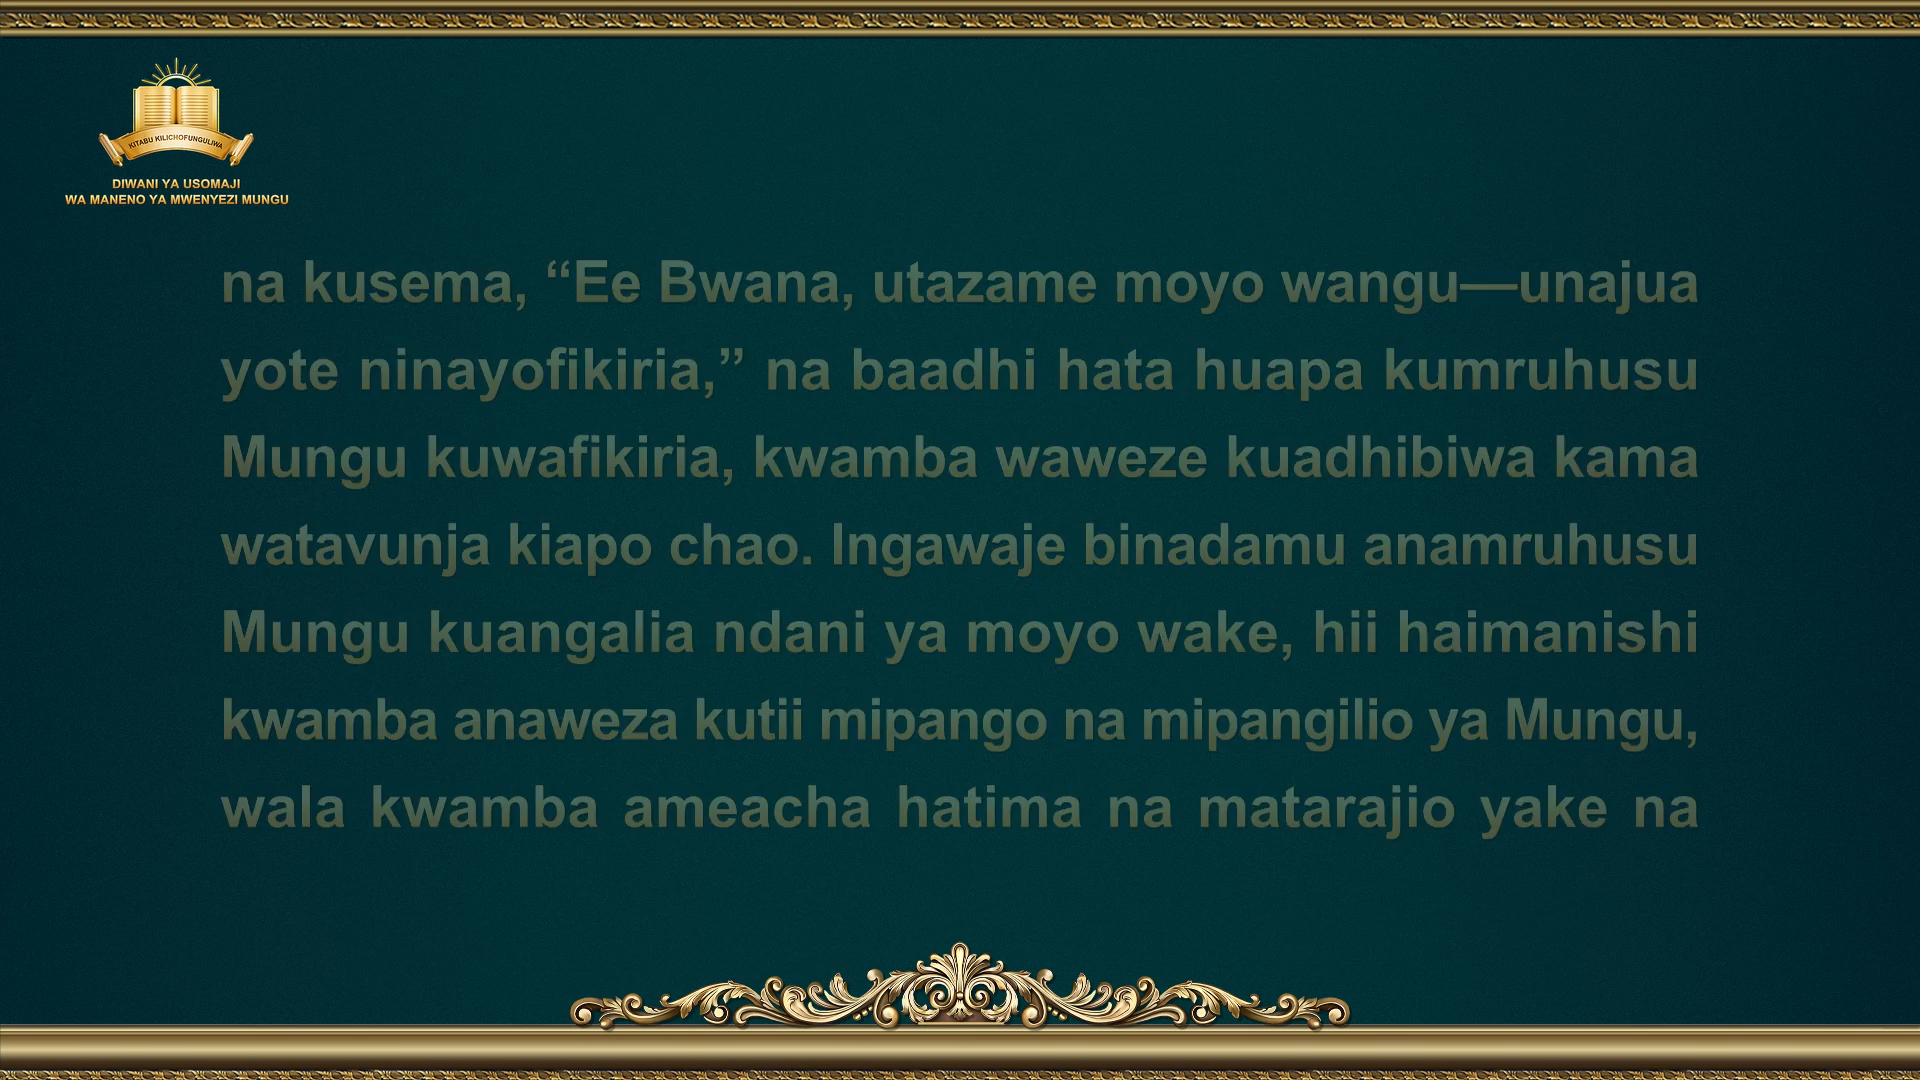 KITABU KILICHOFUNGULIWA
DIWANI YA USOMAJI
WA MANENO YA MWENYEZI MUNGU
na kusema, “Ee Bwana, utazame moyo wangu—unajua
yote ninayofikiria,” na baadhi hata huapa kumruhusu
Mungu kuwafikiria, kwamba waweze kuadhibiwa kama
watavunja kiapo chao. Ingawaje binadamu anamruhusu
Mungu kuangalia ndani ya moyo wake, hii haimanishi
kwamba anaweza kutii mipango na mipangilio ya Mungu,
wala kwamba ameacha hatima na matarajio yake na